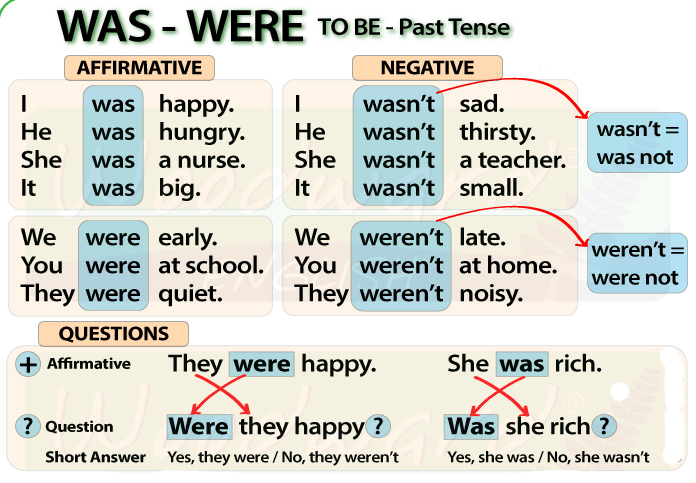 WAS - WERE TO BE - Past Tense
AFFIRMATIVE
I was happy.
He was hungry.
She was a nurse.
It was big.
We were early.
You were at school.
They were quiet.
NEGATIVE
I wasn't sad.
He wasn't thirsty.
She wasn't a teacher.
It wasn't small.
wasn't =
was not
We weren't late.
You weren't at home.
They weren't noisy.
weren't =
were not
QUESTIONS
+ Affirmative They were happy. She was rich.
? Question Were they happy? Was she rich?
Short Answer Yes, they were / No, they weren't Yes, she was / No, she wasn't
Woodward®
ENGLISH